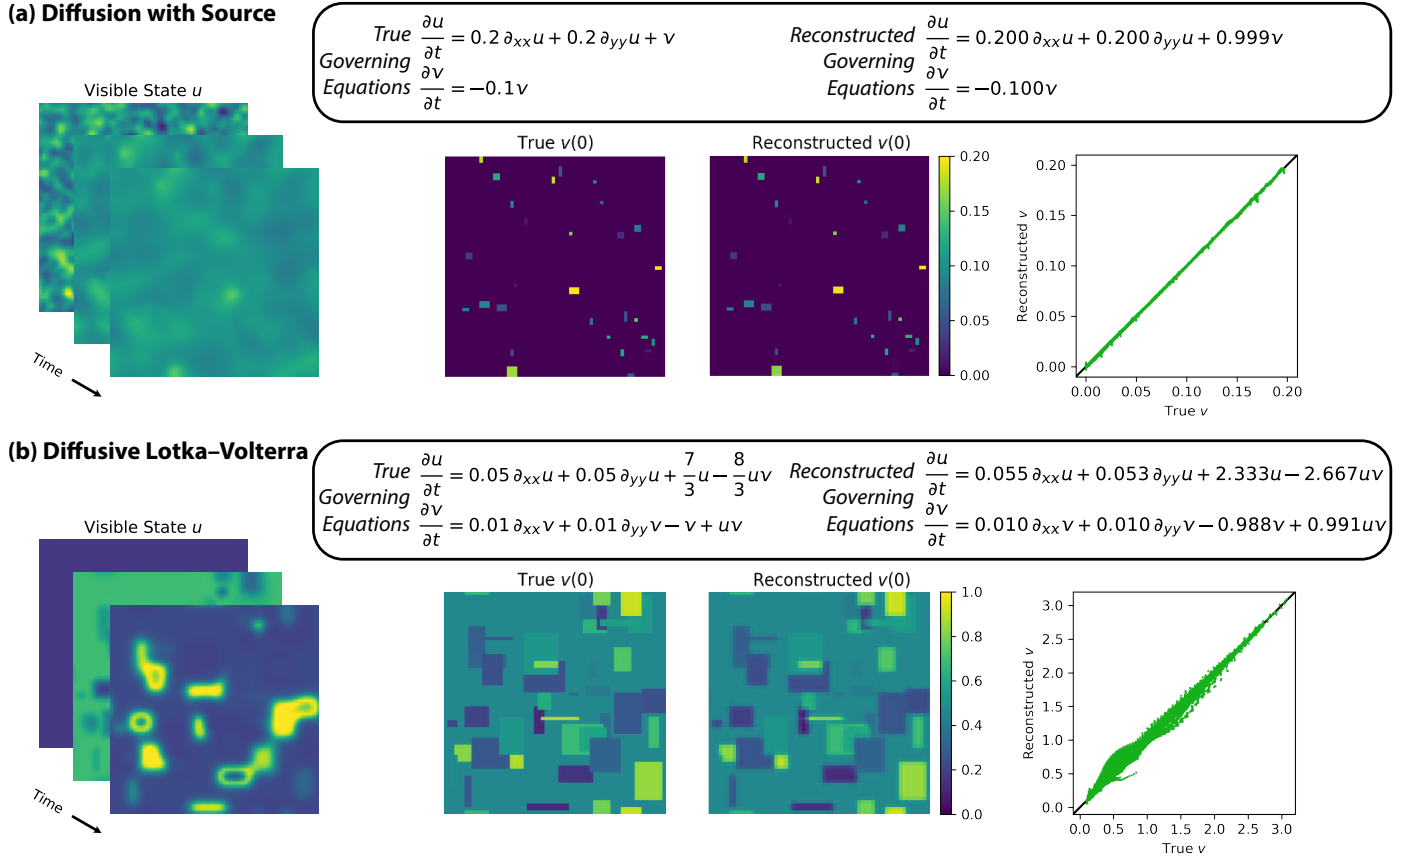 (a) Diffusion with Source
True ∂u/∂t = 0.2 ∂xxu + 0.2 ∂yyu + v
Governing
Equations ∂v/∂t = −0.1v
Reconstructed ∂u/∂t = 0.200 ∂xxu + 0.200 ∂yyu + 0.999v
Governing
Equations ∂v/∂t = −0.100v
Visible State u
Time
True v(0)
Reconstructed v(0)
0.20
0.15
0.10
0.05
0.00
Reconstructed v
0.20
0.15
0.10
0.05
0.00
0.00 0.05 0.10 0.15 0.20
True v
(b) Diffusive Lotka–Volterra
True ∂u/∂t = 0.05 ∂xxu + 0.05 ∂yyu + 7/3 u − 8/3 uv
Governing
Equations ∂v/∂t = 0.01 ∂xxv + 0.01 ∂yyv − v + uv
Reconstructed ∂u/∂t = 0.055 ∂xxu + 0.053 ∂yyu + 2.333u − 2.667uv
Governing
Equations ∂v/∂t = 0.010 ∂xxv + 0.010 ∂yyv − 0.988v + 0.991uv
Visible State u
Time
True v(0)
Reconstructed v(0)
1.0
0.8
0.6
0.4
0.2
0.0
Reconstructed v
3.0
2.5
2.0
1.5
1.0
0.5
0.0
0.0 0.5 1.0 1.5 2.0 2.5 3.0
True v